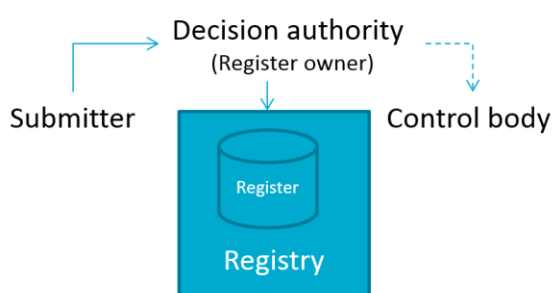 Decision authority
(Register owner)
Submitter
Control body
Register
Registry